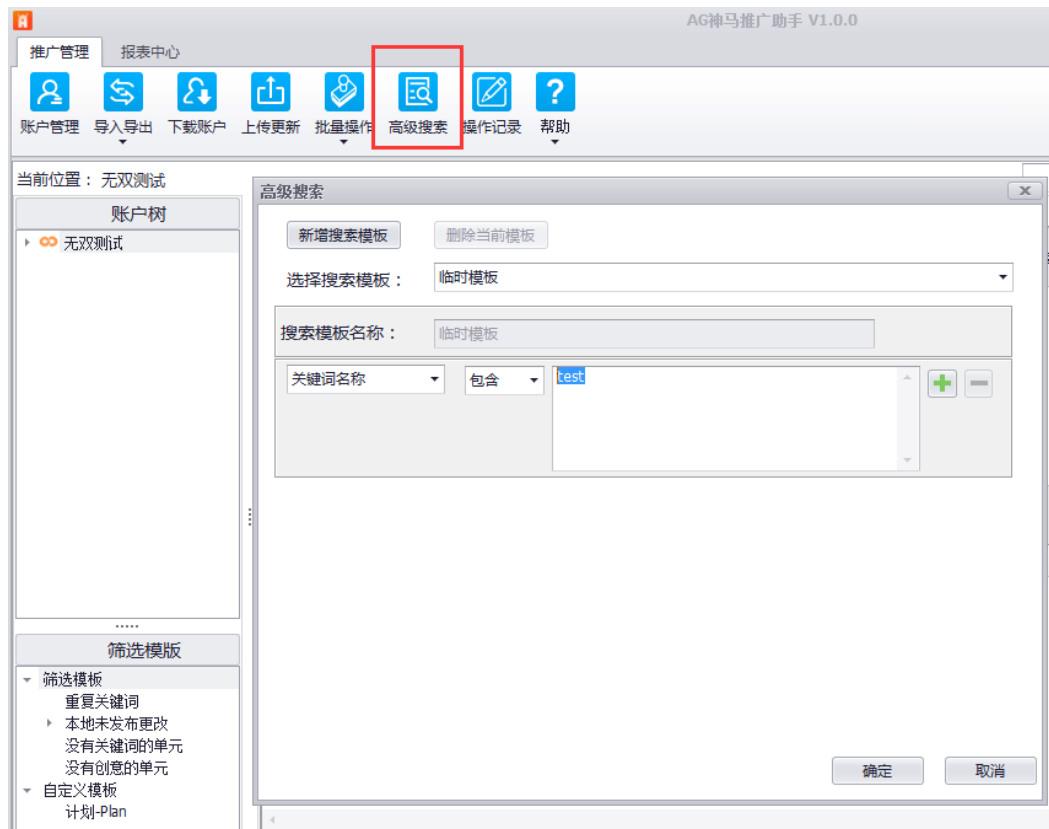 AG神马推广助手 V1.0.0
推广管理 报表中心
账户管理 导入导出 下载账户 上传更新 批量操作 高级搜索 操作记录 帮助
当前位置： 无双测试
账户树
无双测试
高级搜索
新增搜素模板 删除当前模板
选择搜索模板： 临时模板
搜索模板名称： 临时模板
关键词名称 包含 test
筛选模版
筛选模板
重复关键词
本地未发布更改
没有关键词的单元
没有创意的单元
自定义模板
计划-Plan
确定 取消